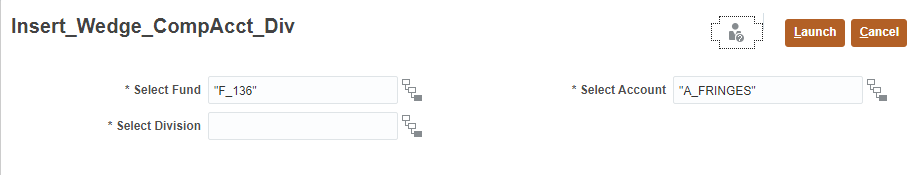 Insert_Wedge_CompAcct_Div
Launch
Cancel
* Select Fund "F_136"
* Select Account "A_FRINGES"
* Select Division